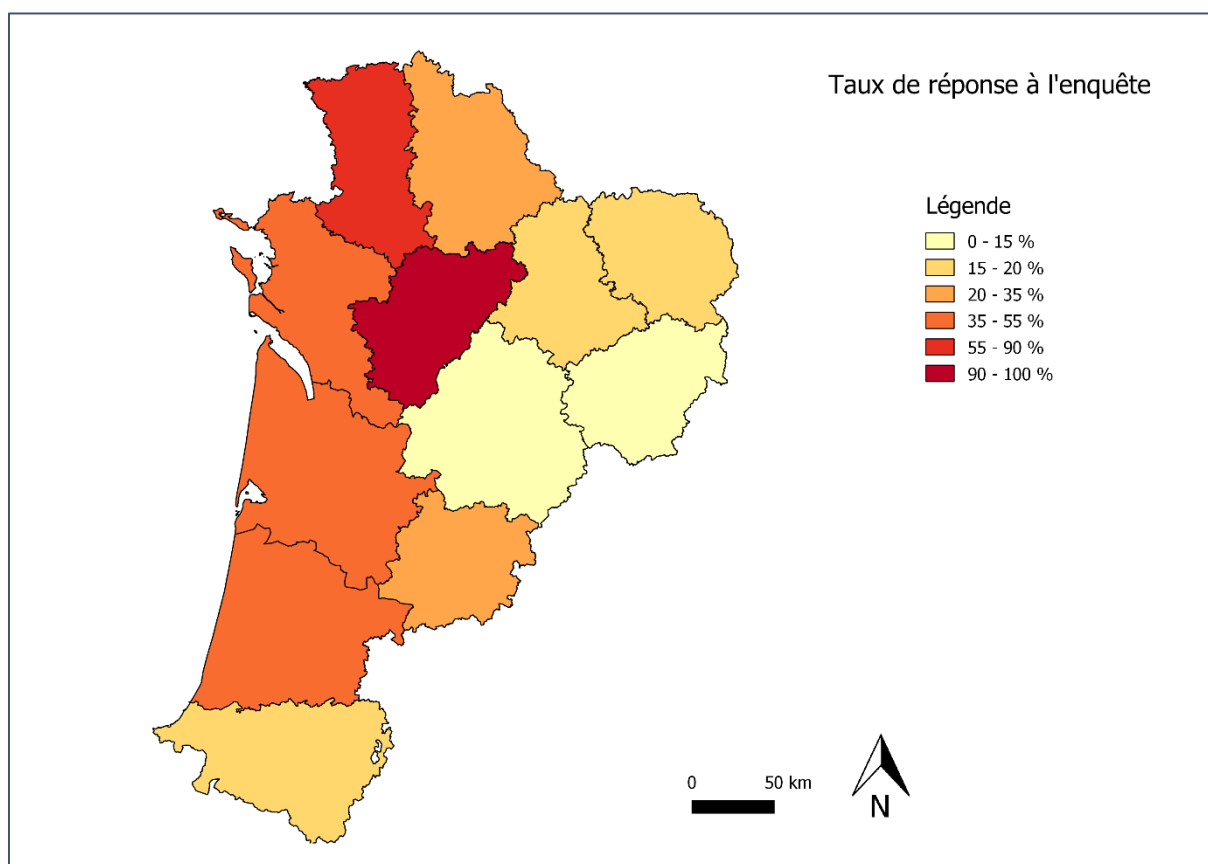 Taux de réponse à l'enquête
Légende
0 - 15 %
15 - 20 %
20 - 35 %
35 - 55 %
55 - 90 %
90 - 100 %
0 50 km
N